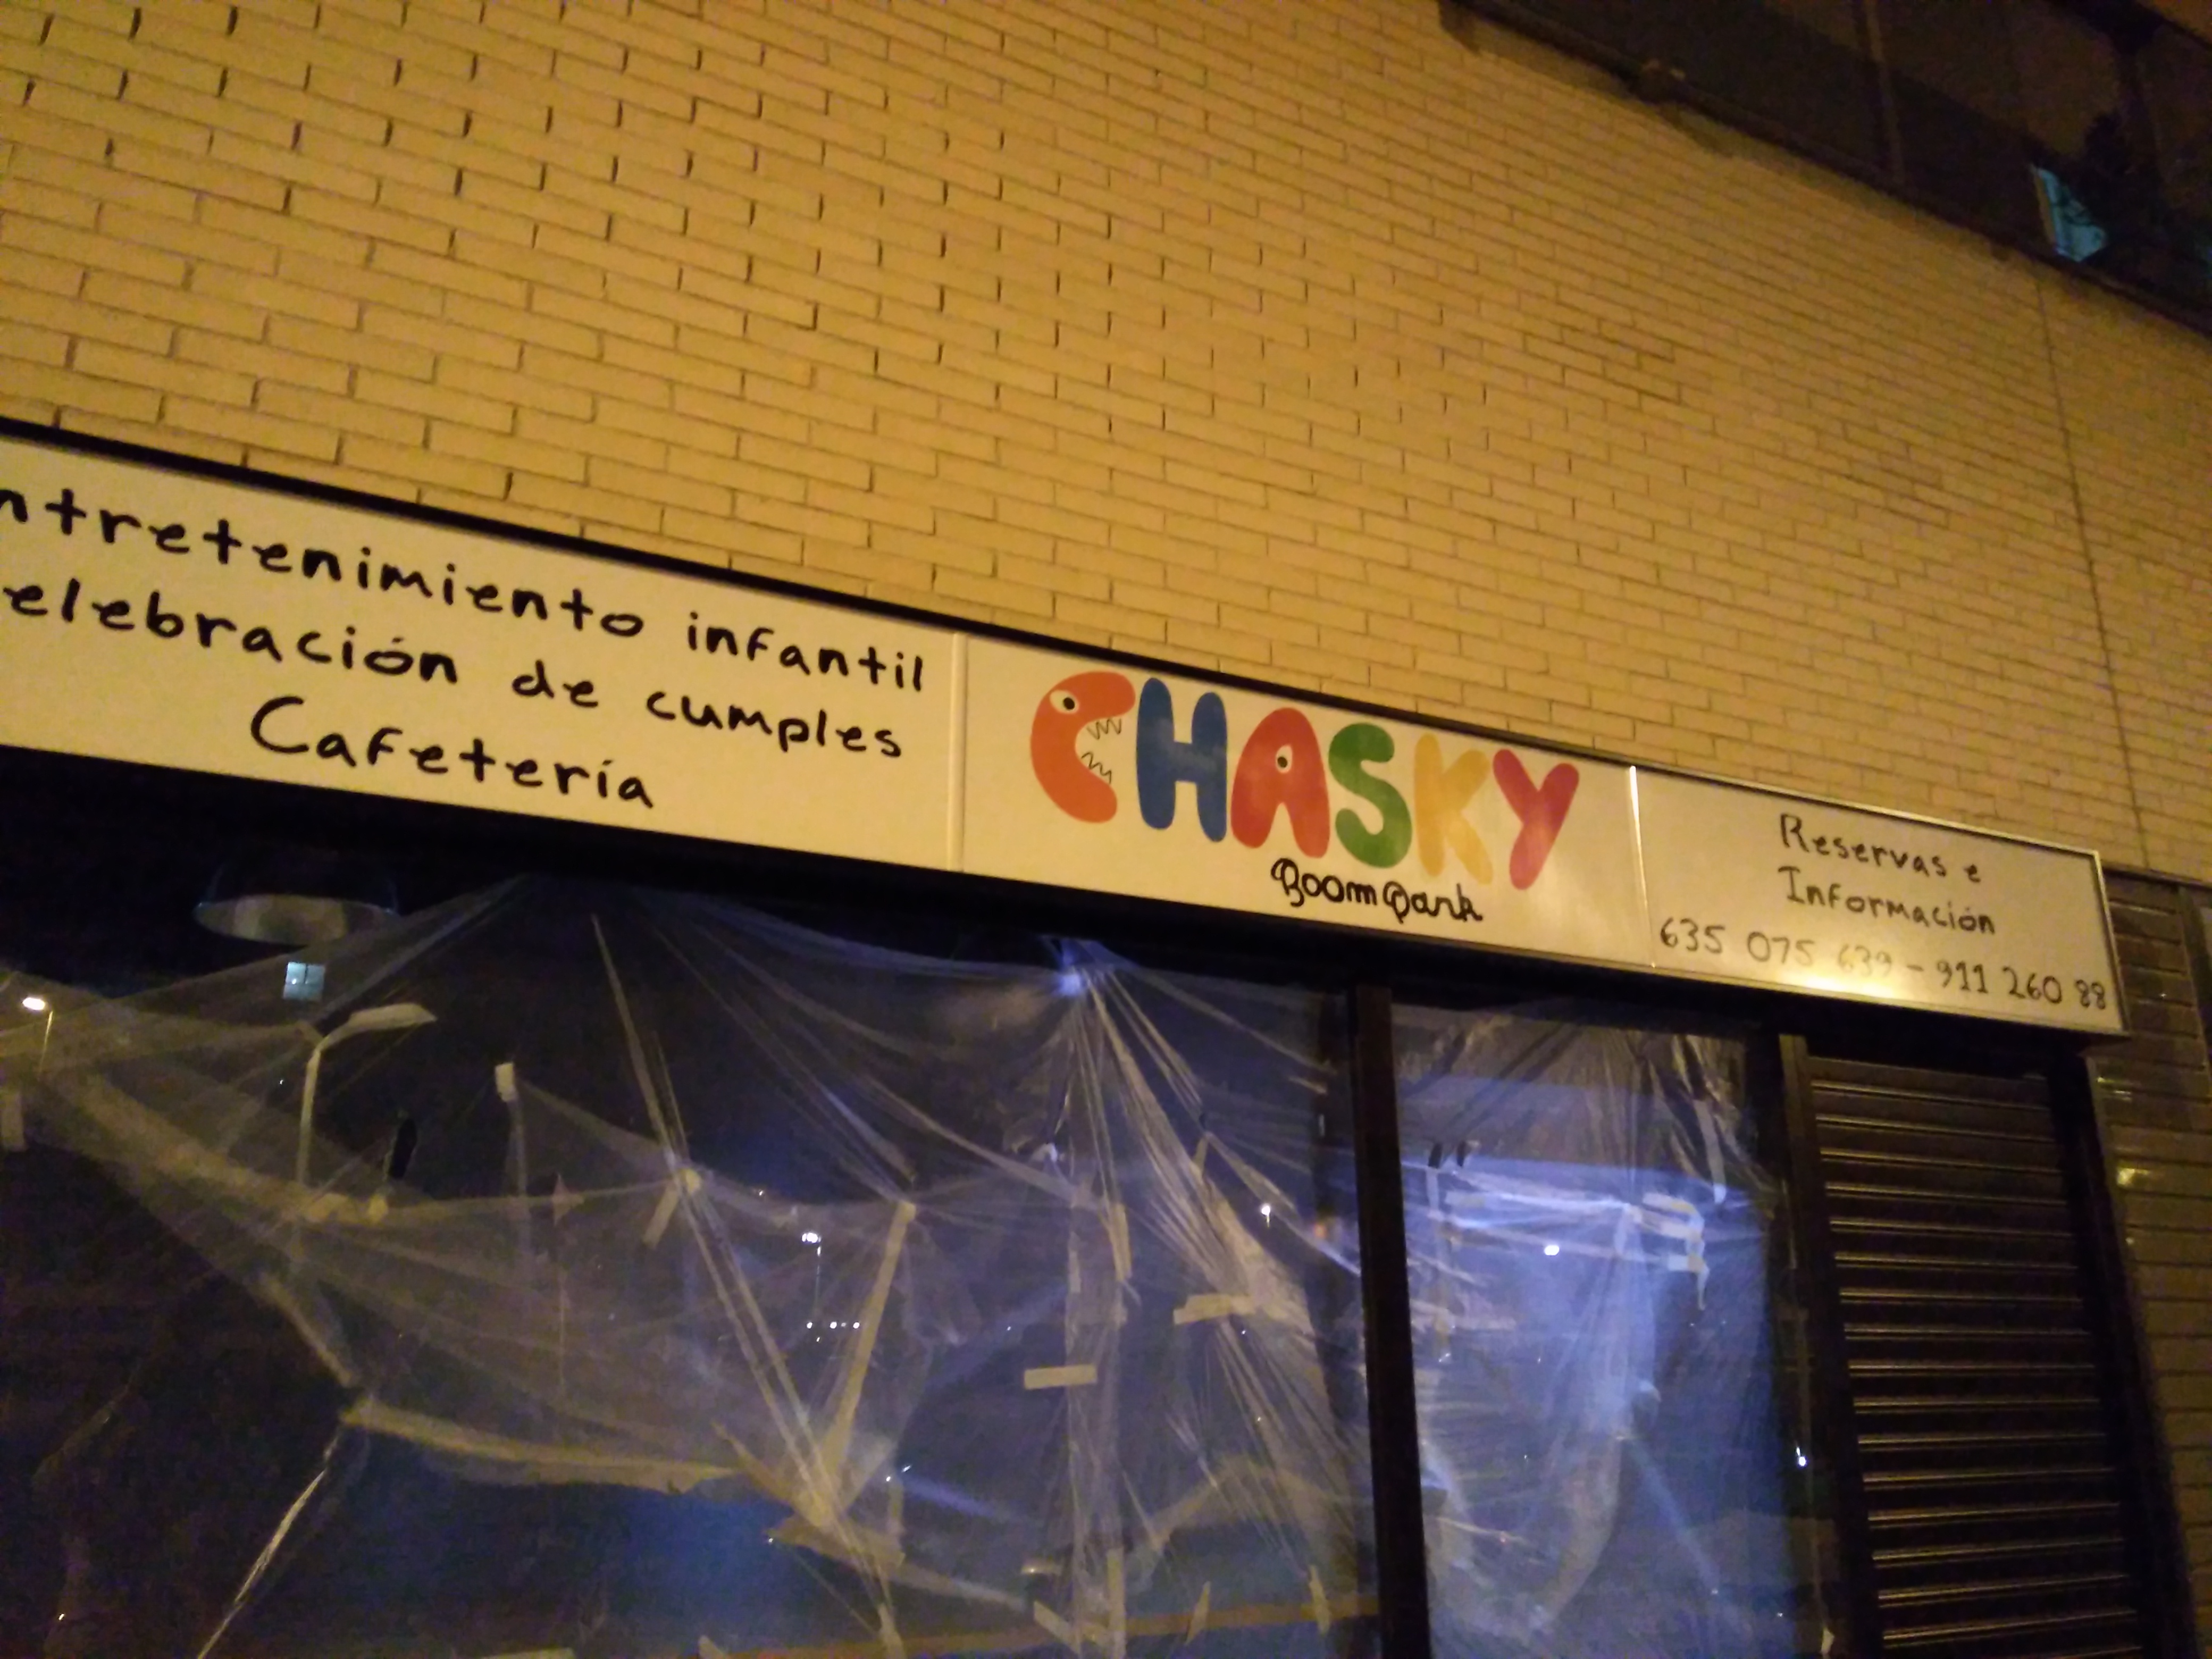 ntretenimiento infantil
elebración de cumples
Cafetería
CHASKY
Boom Park
Reservas e
Información
635 075 639 - 911 260 88